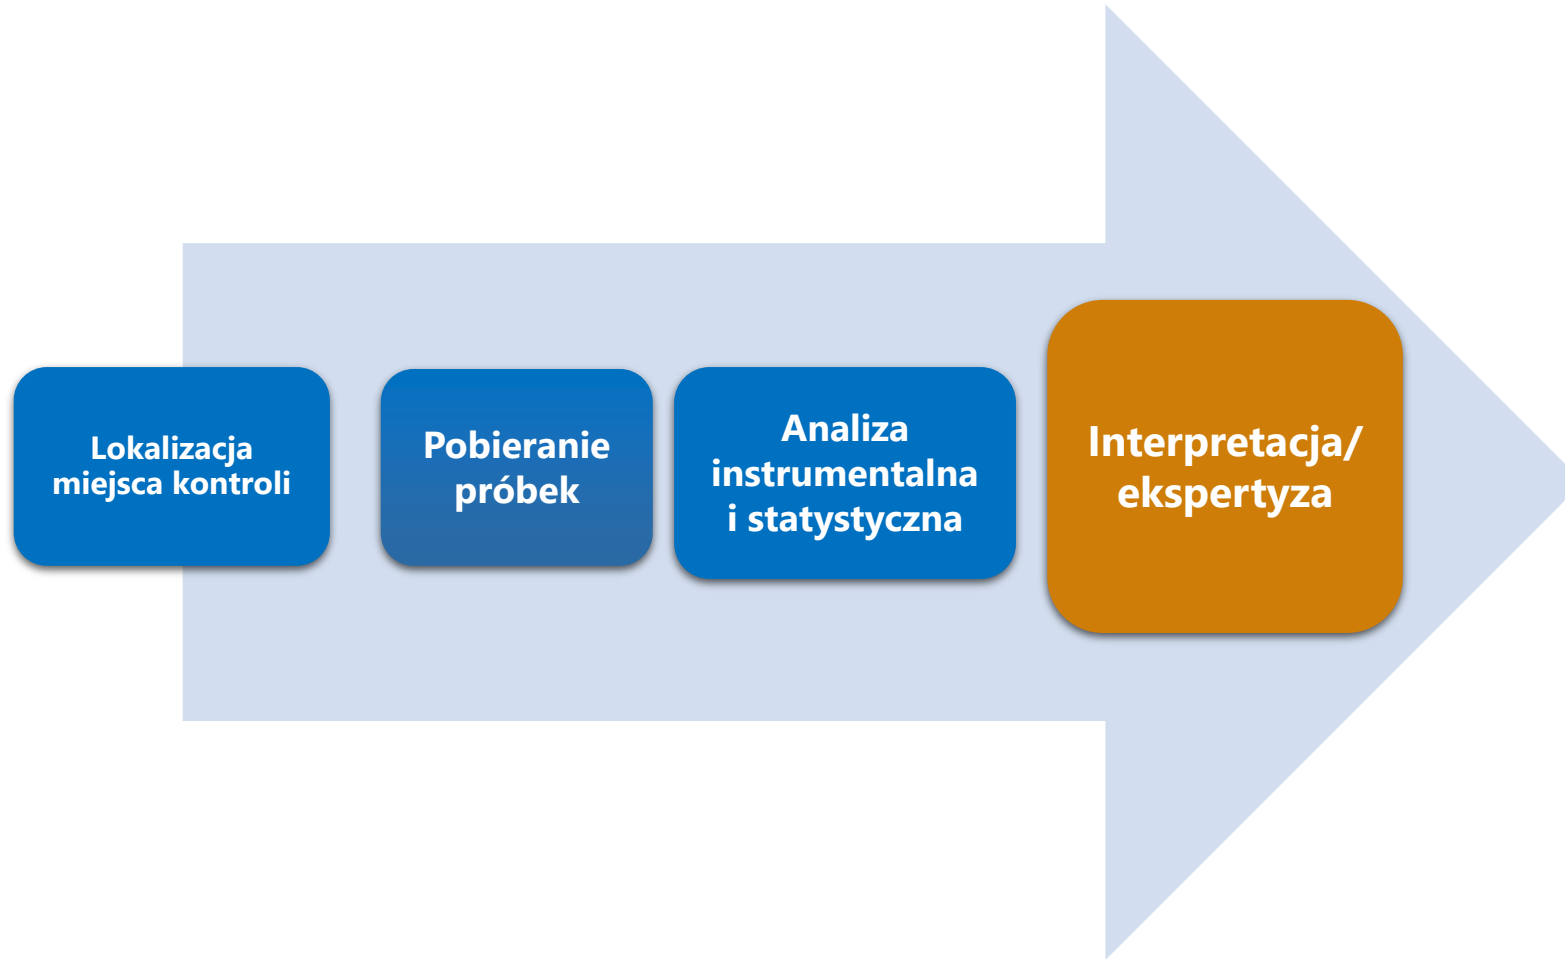 Lokalizacja
miejsca kontroli
Pobieranie
próbek
Analiza
instrumentalna
i statystyczna
Interpretacja/
ekspertyza